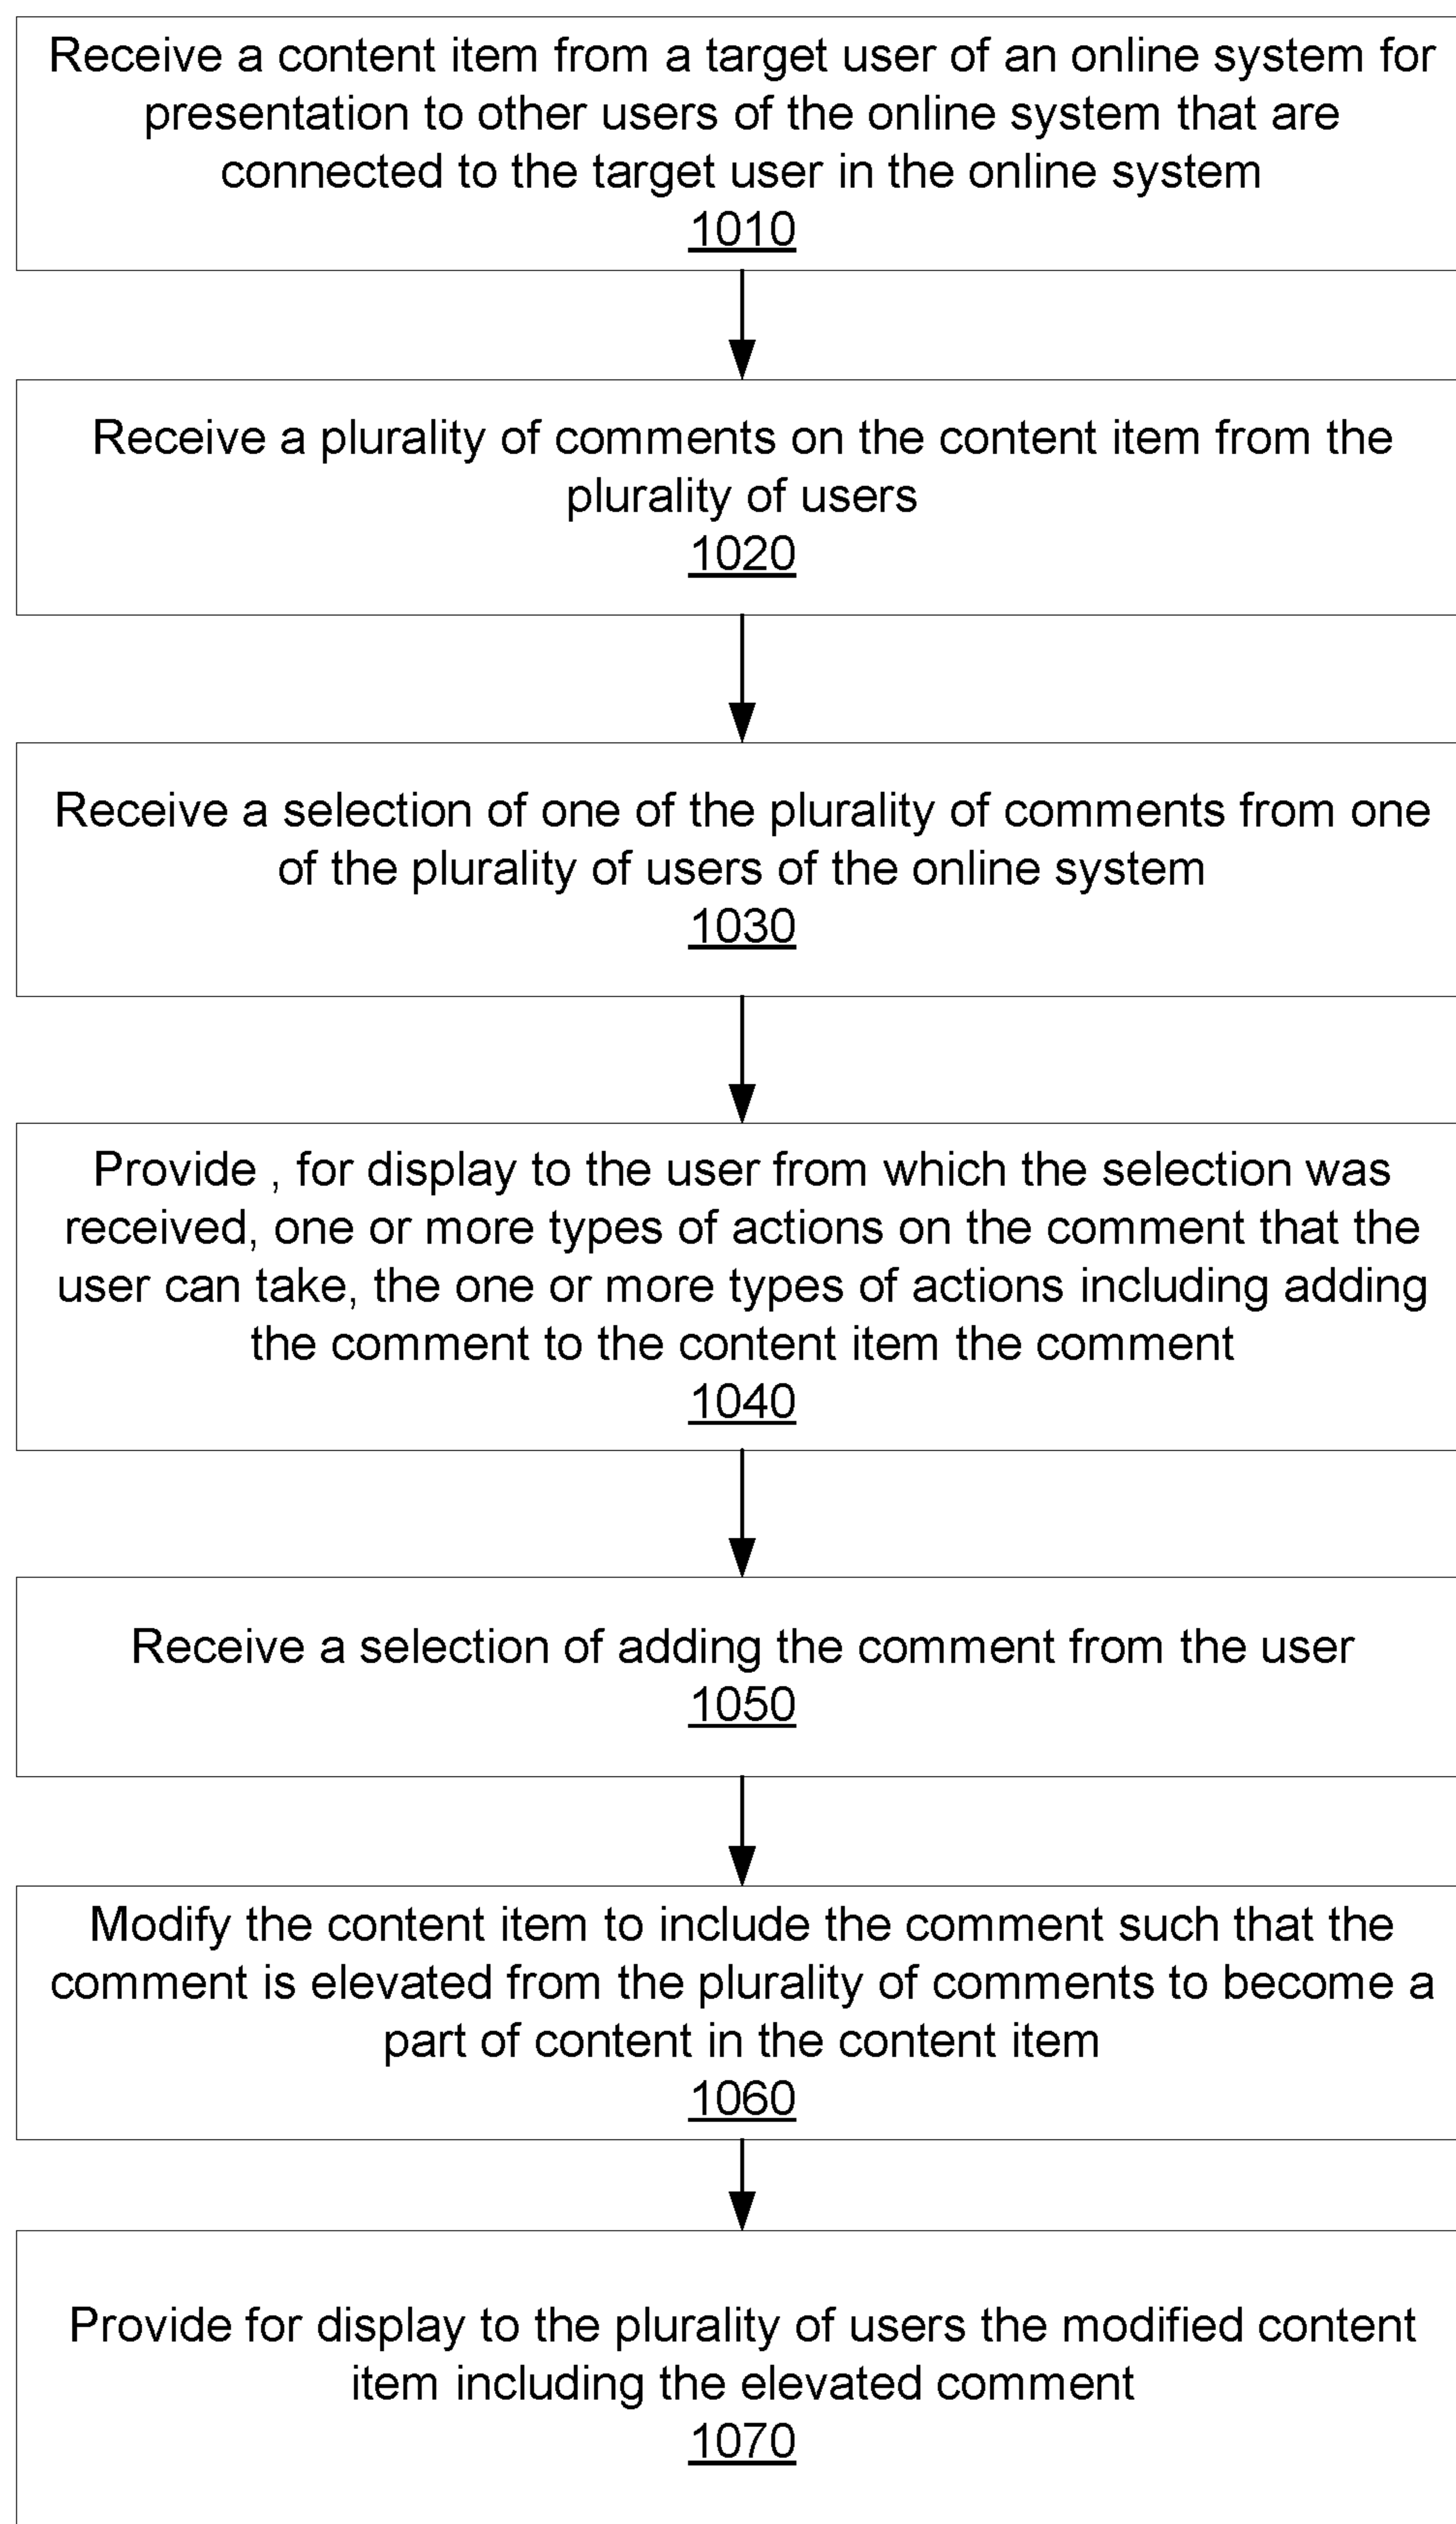 Receive a content item from a target user of an online system for
presentation to other users of the online system that are
connected to the target user in the online system
1010
Receive a plurality of comments on the content item from the
plurality of users
1020
Receive a selection of one of the plurality of comments from one
of the plurality of users of the online system
1030
Provide , for display to the user from which the selection was
received, one or more types of actions on the comment that the
user can take, the one or more types of actions including adding
the comment to the content item the comment
1040
Receive a selection of adding the comment from the user
1050
Modify the content item to include the comment such that the
comment is elevated from the plurality of comments to become a
part of content in the content item
1060
Provide for display to the plurality of users the modified content
item including the elevated comment
1070